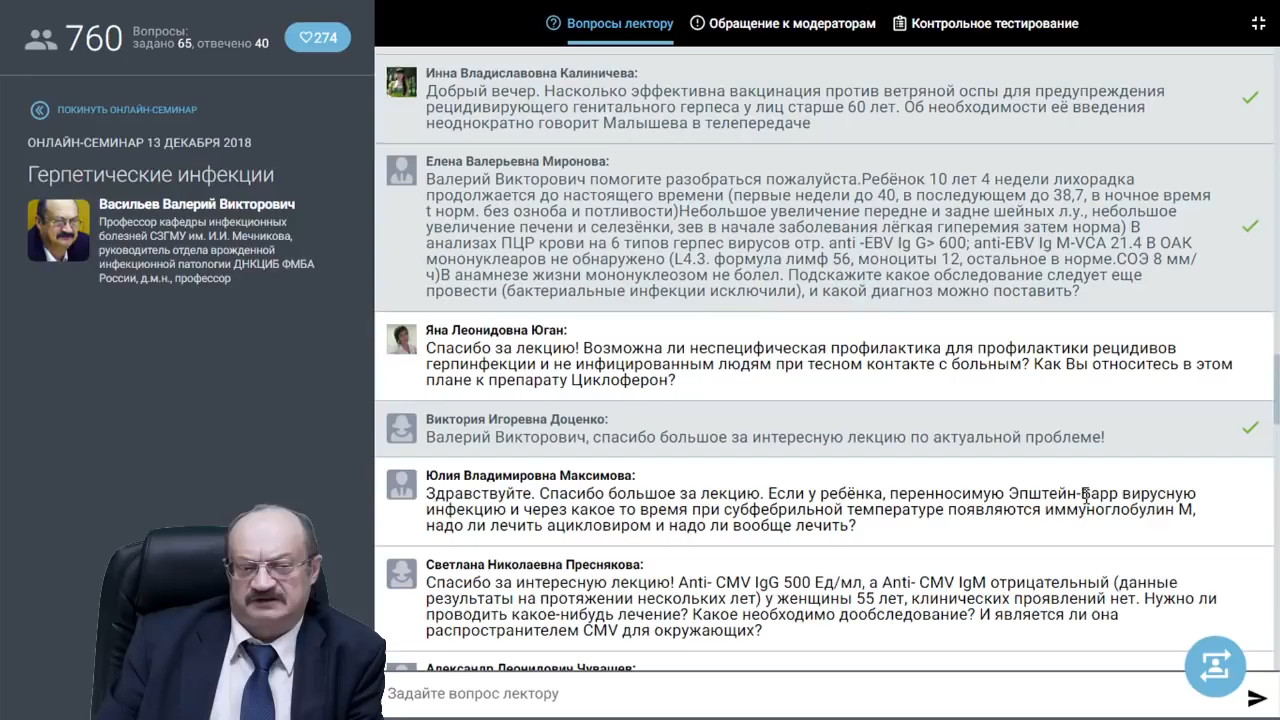 760
Вопросы:
задано 65, отвечено 40
274
ПОКИНУТЬ ОНЛАЙН-СЕМИНАР
ОНЛАЙН-СЕМИНАР 13 ДЕКАБРЯ 2018
Герпетические инфекции
Васильев Валерий Викторович
Профессор кафедры инфекционных
болезней СЗГМУ им. И.И. Мечникова,
руководитель отдела врожденной
инфекционной патологии ДНКЦИБ ФМБА
России, д.м.н., профессор
Вопросы лектору
Обращение к модераторам
Контрольное тестирование
Инна Владиславовна Калиничева:
Добрый вечер. Насколько эффективна вакцинация против ветряной оспы для предупреждения
рецидивирующего генитального герпеса у лиц старше 60 лет. Об необходимости её введения
неоднократно говорит Малышева в телепередаче
Елена Валерьевна Миронова:
Валерий Викторович помогите разобраться пожалуйста.Ребёнок 10 лет 4 недели лихорадка
продолжается до настоящего времени (первые недели до 40, в последующем до 38,7, в ночное время
t норм. без озноба и потливости)Небольшое увеличение передне и задне шейных л.у., небольшое
увеличение печени и селезёнки, зев в начале заболевания лёгкая гиперемия затем норма) В
анализах ПЦР крови на 6 типов герпес вирусов отр. anti -EBV Ig G> 600; anti-EBV Ig M-VCA 21.4 В ОАК
мононуклеаров не обнаружено (L4.3. формула лимф 56, моноциты 12, остальное в норме.СОЭ 8 мм/
ч)В анамнезе жизни мононуклеозом не болел. Подскажите какое обследование следует еще
провести (бактериальные инфекции исключили), и какой диагноз можно поставить?
Яна Леонидовна Юган:
Спасибо за лекцию! Возможна ли неспецифическая профилактика для профилактики рецидивов
герпинфекции и не инфицированным людям при тесном контакте с больным? Как Вы относитесь в этом
плане к препарату Циклоферон?
Виктория Игоревна Доценко:
Валерий Викторович, спасибо большое за интересную лекцию по актуальной проблеме!
Юлия Владимировна Максимова:
Здравствуйте. Спасибо большое за лекцию. Если у ребёнка, перенносимую Эпштейн-Барр вирусную
инфекцию и через какое то время при субфебрильной температуре появляются иммуноглобулин М,
надо ли лечить ацикловиром и надо ли вообще лечить?
Светлана Николаевна Преснякова:
Спасибо за интересную лекцию! Anti- CMV IgG 500 Ед/мл, а Anti- CMV IgM отрицательный (данные
результаты на протяжении нескольких лет) у женщины 55 лет, клинических проявлений нет. Нужно ли
проводить какое-нибудь лечение? Какое необходимо дообследование? И является ли она
распространителем CMV для окружающих?
Александр Леонидович Чувашев:
Задайте вопрос лектору